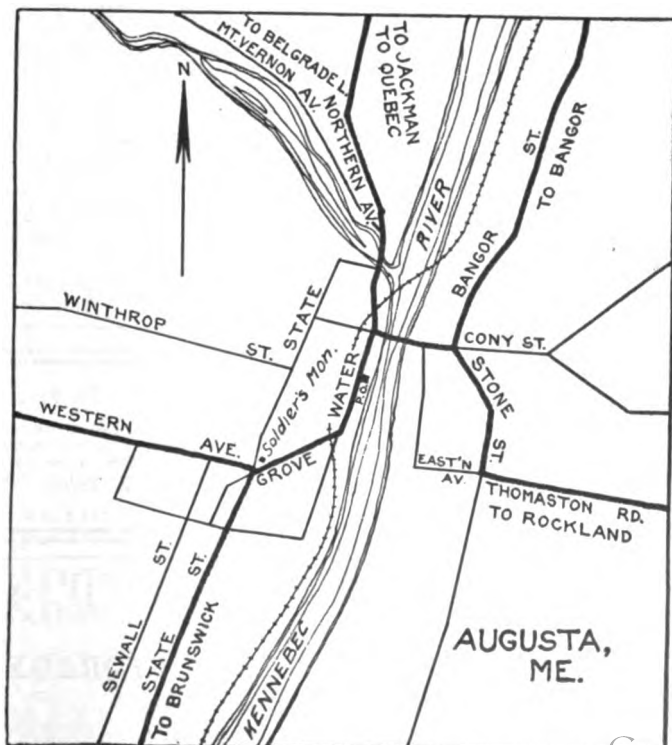 TO BELGRADE L.
MT. VERNON AV.
NORTHERN AV.
TO JACKMAN
TO QUEBEC
N
RIVER
BANGOR ST.
TO BANGOR
WINTHROP ST.
STATE
CONY ST.
Soldier's Mon.
WATER
P.O.
STONE ST.
WESTERN AVE.
GROVE
EAST'N AV.
THOMASTON RD.
TO ROCKLAND
SEWALL ST.
STATE ST.
TO BRUNSWICK
KENNEBEC
AUGUSTA,
ME.